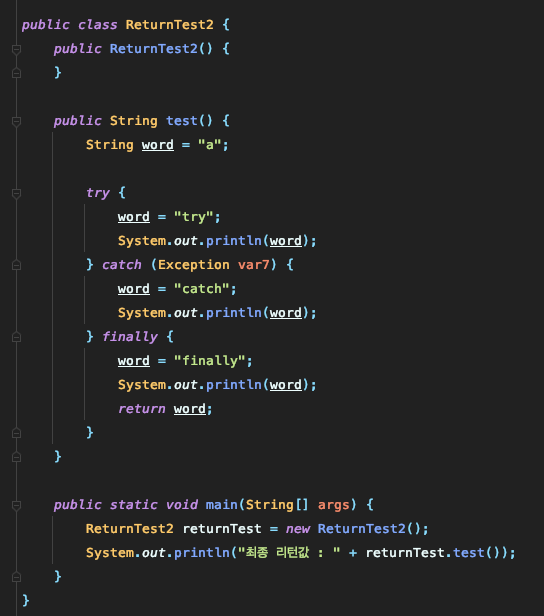 public class ReturnTest2 {
    public ReturnTest2() {
    }

    public String test() {
        String word = "a";

        try {
            word = "try";
            System.out.println(word);
        } catch (Exception var7) {
            word = "catch";
            System.out.println(word);
        } finally {
            word = "finally";
            System.out.println(word);
            return word;
        }
    }

    public static void main(String[] args) {
        ReturnTest2 returnTest = new ReturnTest2();
        System.out.println("최종 리턴값 : " + returnTest.test());
    }
}